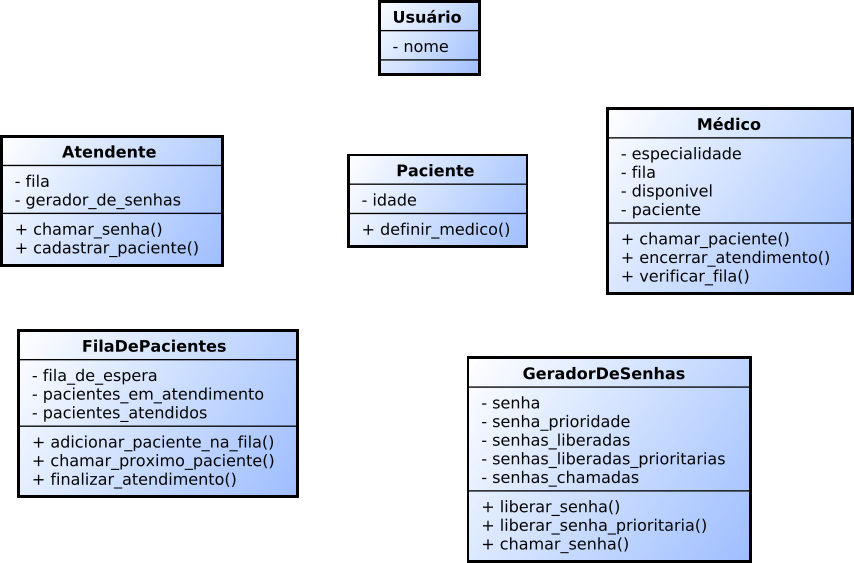 Usuário
- nome
Atendente
- fila
- gerador_de_senhas
+ chamar_senha()
+ cadastrar_paciente()
Paciente
- idade
+ definir_medico()
Médico
- especialidade
- fila
- disponivel
- paciente
+ chamar_paciente()
+ encerrar_atendimento()
+ verificar_fila()
FilaDePacientes
- fila_de_espera
- pacientes_em_atendimento
- pacientes_atendidos
+ adicionar_paciente_na_fila()
+ chamar_proximo_paciente()
+ finalizar_atendimento()
GeradorDeSenhas
- senha
- senha_prioridade
- senhas_liberadas
- senhas_liberadas_prioritarias
- senhas_chamadas
+ liberar_senha()
+ liberar_senha_prioritaria()
+ chamar_senha()